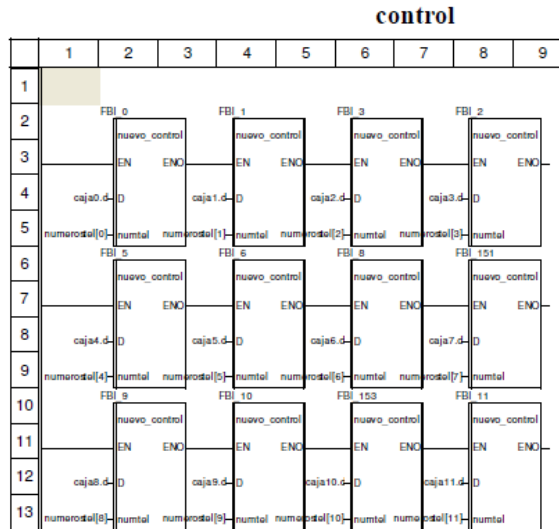 control
1 2 3 4 5 6 7 8 9
1
2 FBI_0 FBI_1 FBI_3 FBI_2
nuevo_control nuevo_control nuevo_control nuevo_control
3 EN ENO EN ENO EN ENO EN ENO
4 caja0.d D caja1.d D caja2.d D caja3.d D
5 numerostel[0] numtel numerostel[1] numtel numerostel[2] numtel numerostel[3] numtel
6 FBI_5 FBI_6 FBI_8 FBI_151
nuevo_control nuevo_control nuevo_control nuevo_control
7 EN ENO EN ENO EN ENO EN ENO
8 caja4.d D caja5.d D caja6.d D caja7.d D
9 numerostel[4] numtel numerostel[5] numtel numerostel[6] numtel numerostel[7] numtel
10 FBI_9 FBI_10 FBI_153 FBI_11
nuevo_control nuevo_control nuevo_control nuevo_control
11 EN ENO EN ENO EN ENO EN ENO
12 caja8.d D caja9.d D caja10.d D caja11.d D
13 numerostel[8] numtel numerostel[9] numtel numerostel[10] numtel numerostel[11] numtel